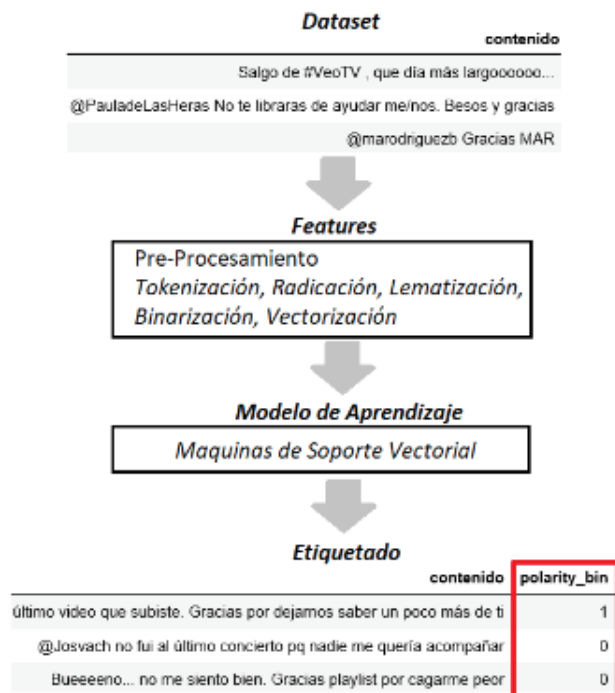 Dataset
contenido
Salgo de #VeoTV , que día más largoooooo...
@PauladeLasHeras No te libraras de ayudar me/nos. Besos y gracias
@marodriguezb Gracias MAR
Features
Pre-Procesamiento
Tokenización, Radicación, Lematización,
Binarización, Vectorización
Modelo de Aprendizaje
Maquinas de Soporte Vectorial
Etiquetado
contenido polarity_bin
último video que subiste. Gracias por dejarnos saber un poco más de ti 1
@Josvach no fui al último concierto pq nadie me quería acompañar 0
Bueeeeno... no me siento bien. Gracias playlist por cagarme peor 0